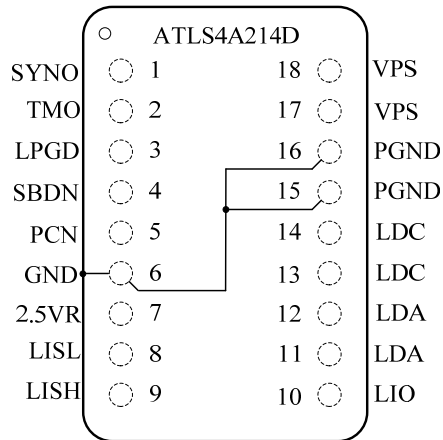 ATLS4A214D
SYNO 1 18 VPS
TMO 2 17 VPS
LPGD 3 16 PGND
SBDN 4 15 PGND
PCN 5 14 LDC
GND 6 13 LDC
2.5VR 7 12 LDA
LISL 8 11 LDA
LISH 9 10 LIO